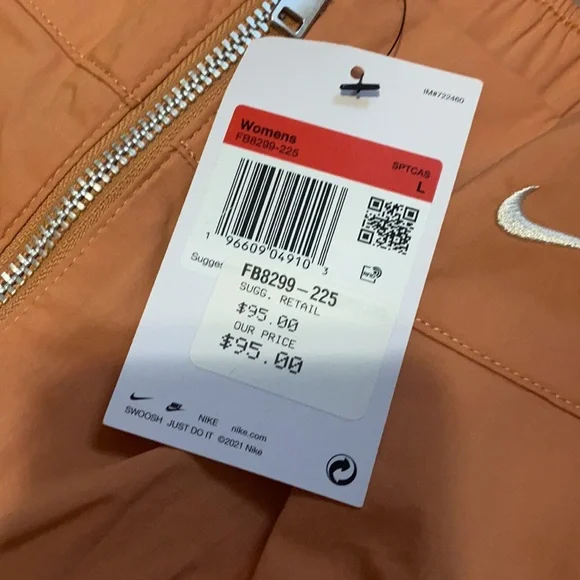 IM#722460
Womens
FB8299-225
SPTCAS
L
1 96609 04910 3
Sugges
FB8299-225
SUGG. RETAIL
$95.00
OUR PRICE
$95.00
NIKE nike.com
SWOOSH JUST DO IT ©2021 Nike